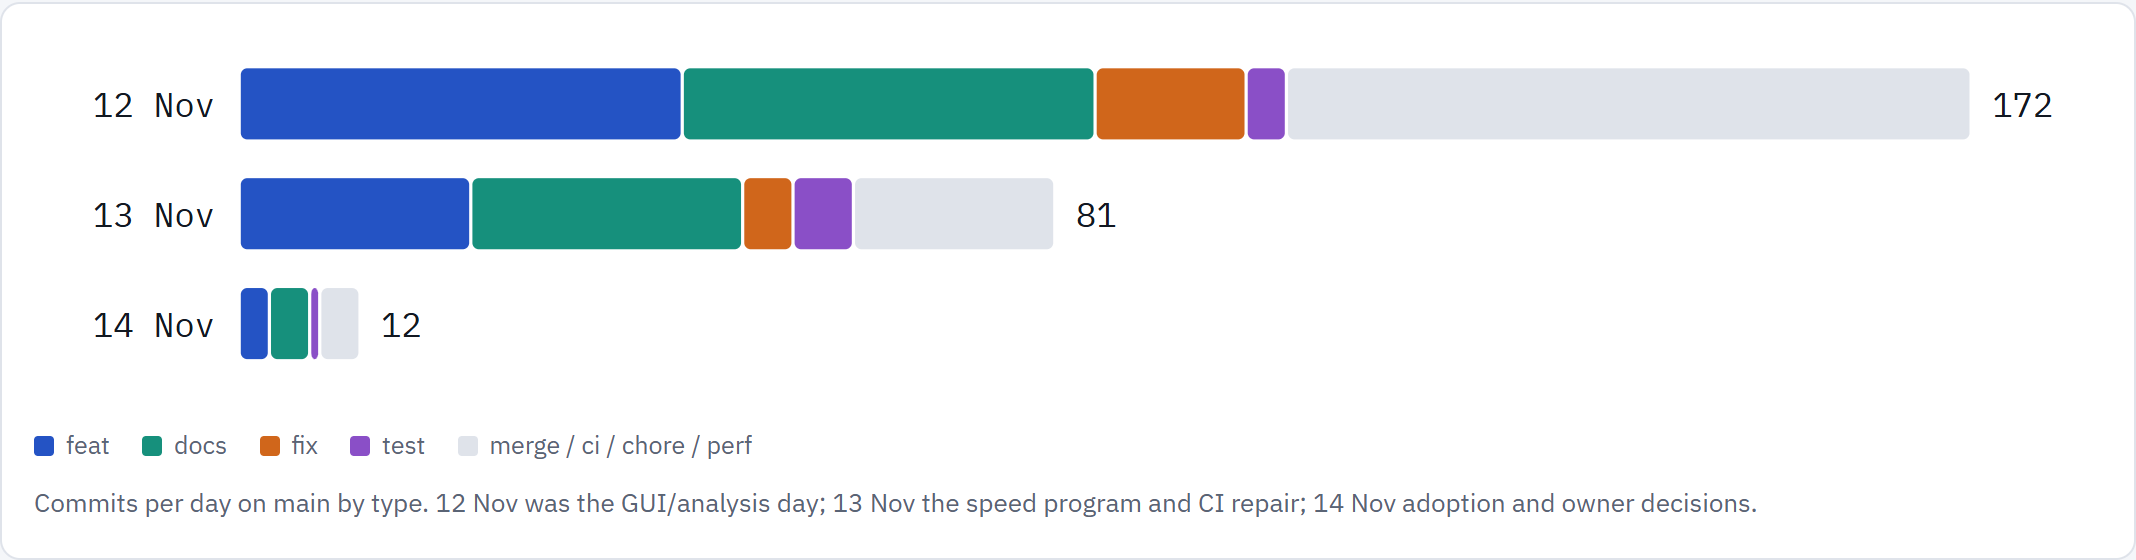 12 Nov 172
13 Nov 81
14 Nov 12
feat docs fix test merge / ci / chore / perf
Commits per day on main by type. 12 Nov was the GUI/analysis day; 13 Nov the speed program and CI repair; 14 Nov adoption and owner decisions.